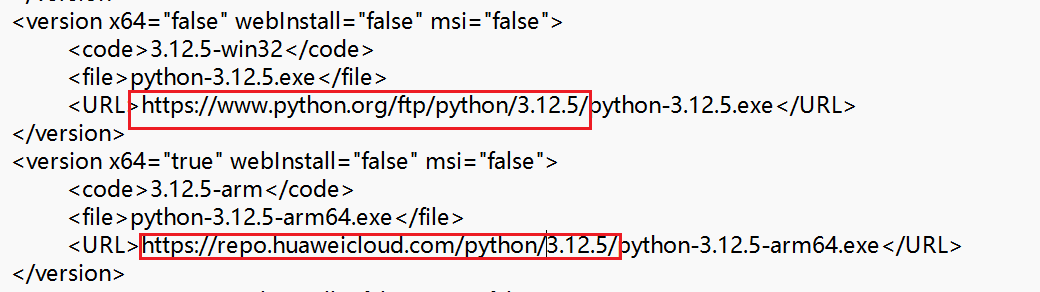 <version x64="false" webInstall="false" msi="false">
<code>3.12.5-win32</code>
<file>python-3.12.5.exe</file>
<URL>https://www.python.org/ftp/python/3.12.5/python-3.12.5.exe</URL>
</version>
<version x64="true" webInstall="false" msi="false">
<code>3.12.5-arm</code>
<file>python-3.12.5-arm64.exe</file>
<URL>https://repo.huaweicloud.com/python/3.12.5/python-3.12.5-arm64.exe</URL>
</version>